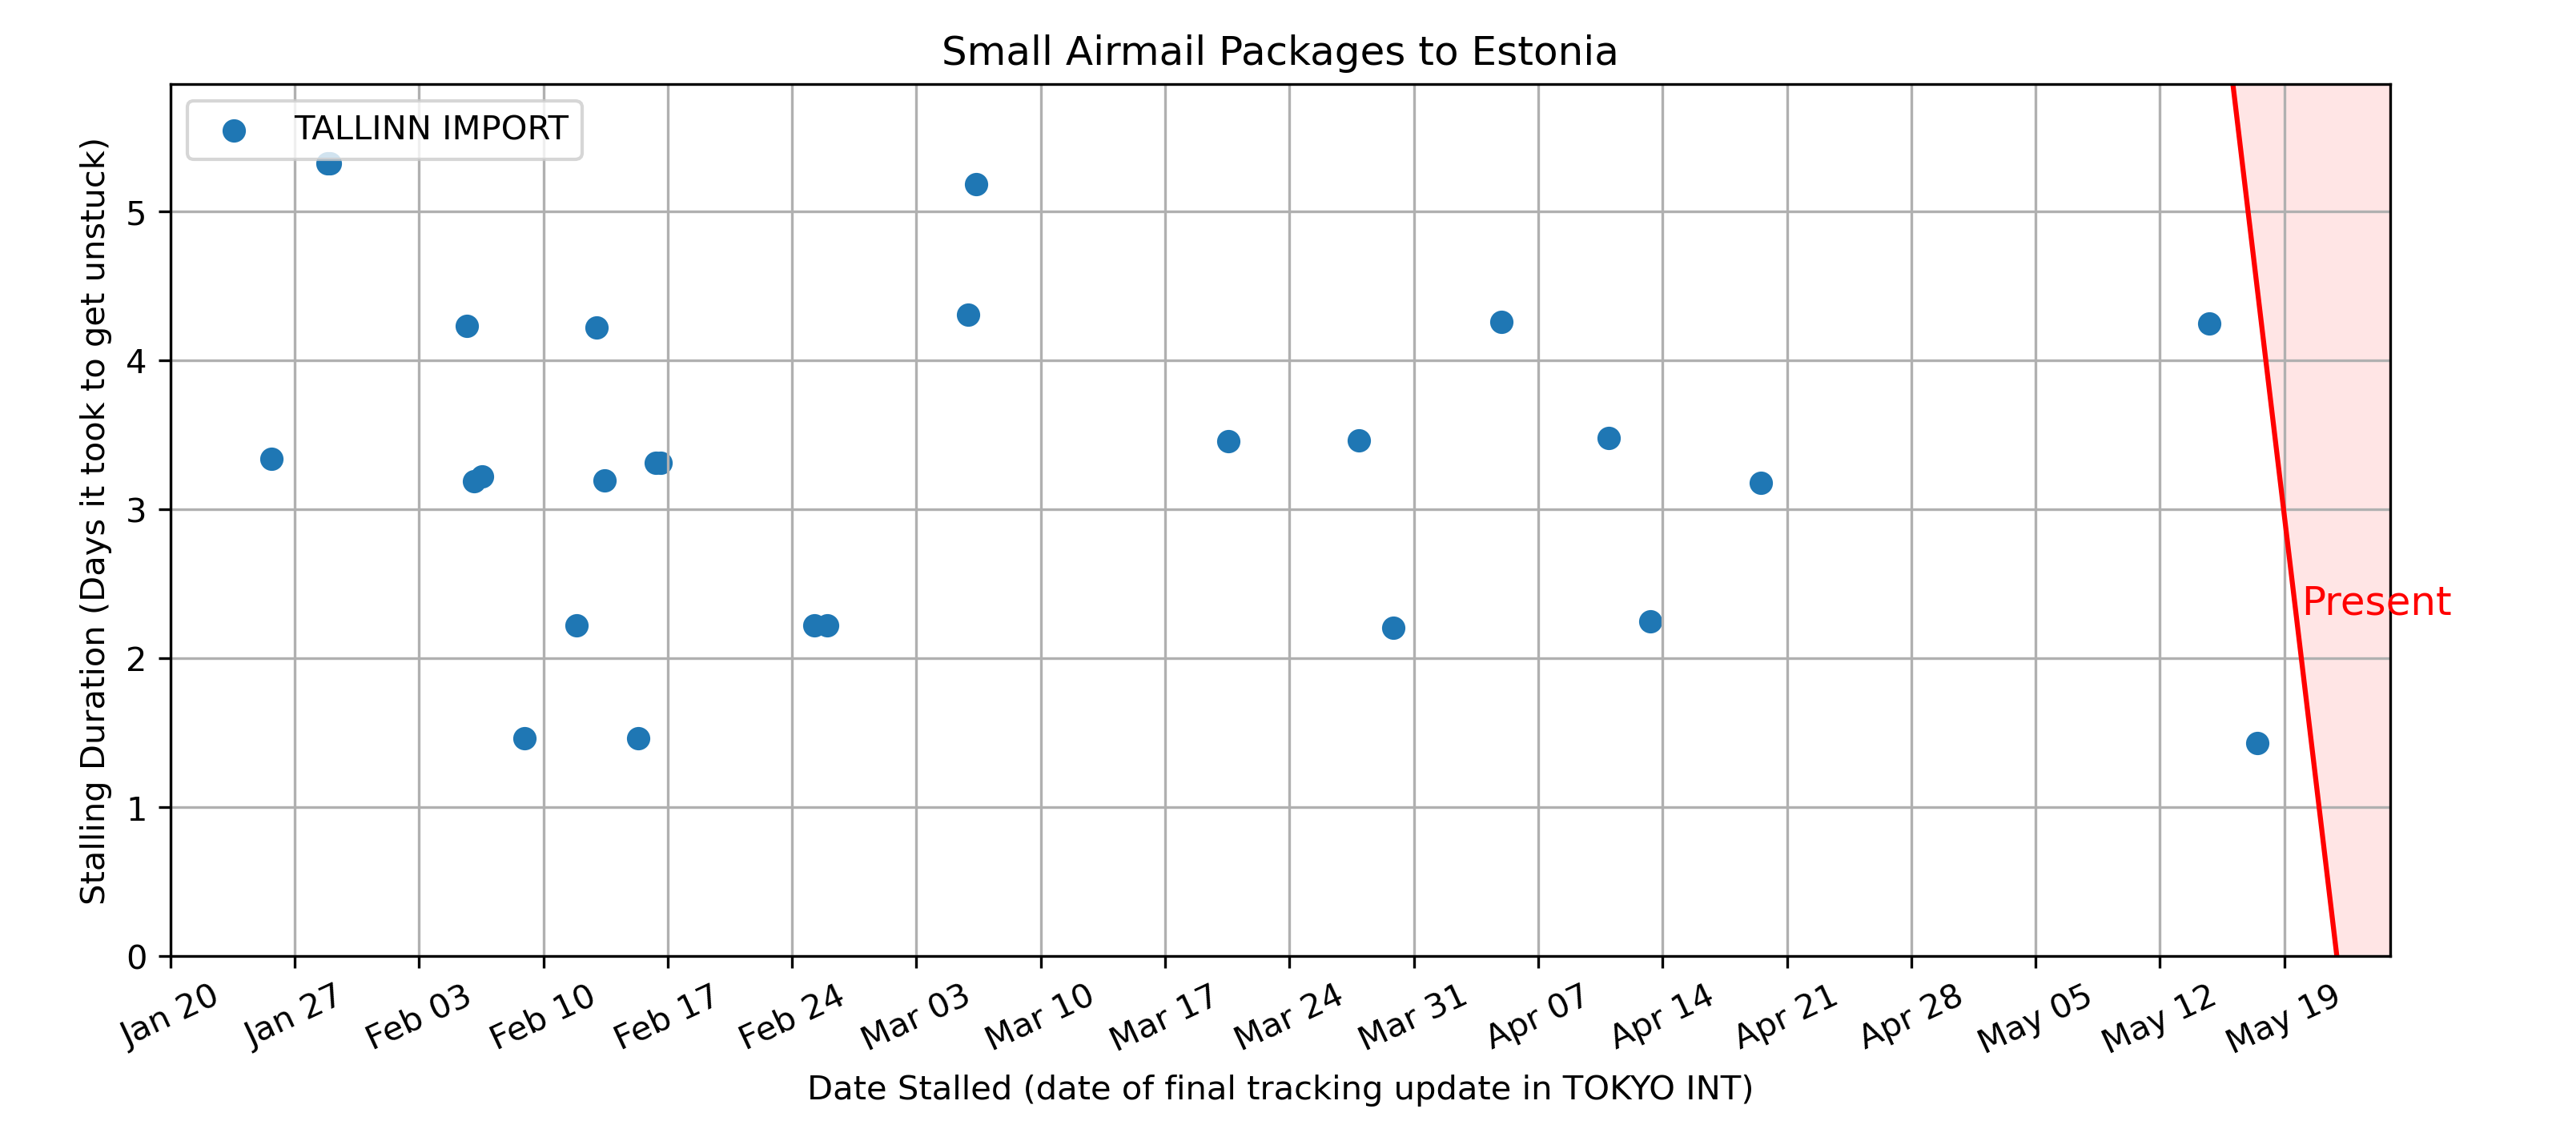 Small Airmail Packages to Estonia
TALLINN IMPORT
Stalling Duration (Days it took to get unstuck)
5
4
3
2
1
0
Present
Jan 20
Jan 27
Feb 03
Feb 10
Feb 17
Feb 24
Mar 03
Mar 10
Mar 17
Mar 24
Mar 31
Apr 07
Apr 14
Apr 21
Apr 28
May 05
May 12
May 19
Date Stalled (date of final tracking update in TOKYO INT)